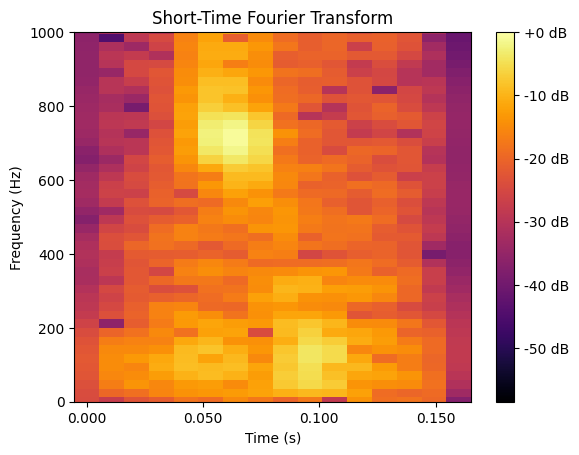 Short-Time Fourier Transform
1000
800
600
400
200
0
Frequency (Hz)
0.000
0.050
0.100
0.150
Time (s)
+0 dB
-10 dB
-20 dB
-30 dB
-40 dB
-50 dB